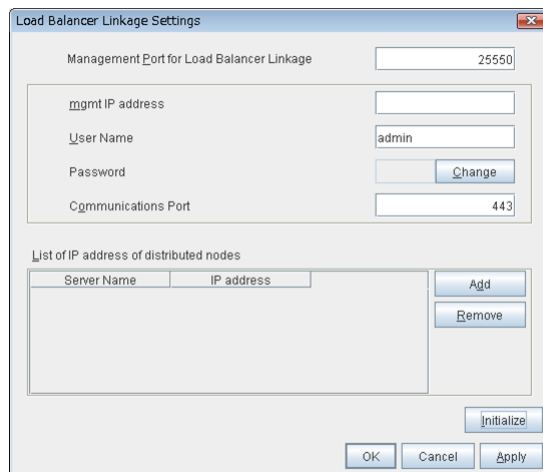 Load Balancer Linkage Settings
Management Port for Load Balancer Linkage 25550
mgmt IP address
User Name admin
Password Change
Communications Port 443
List of IP address of distributed nodes
Server Name IP address
Add
Remove
Initialize
OK Cancel Apply